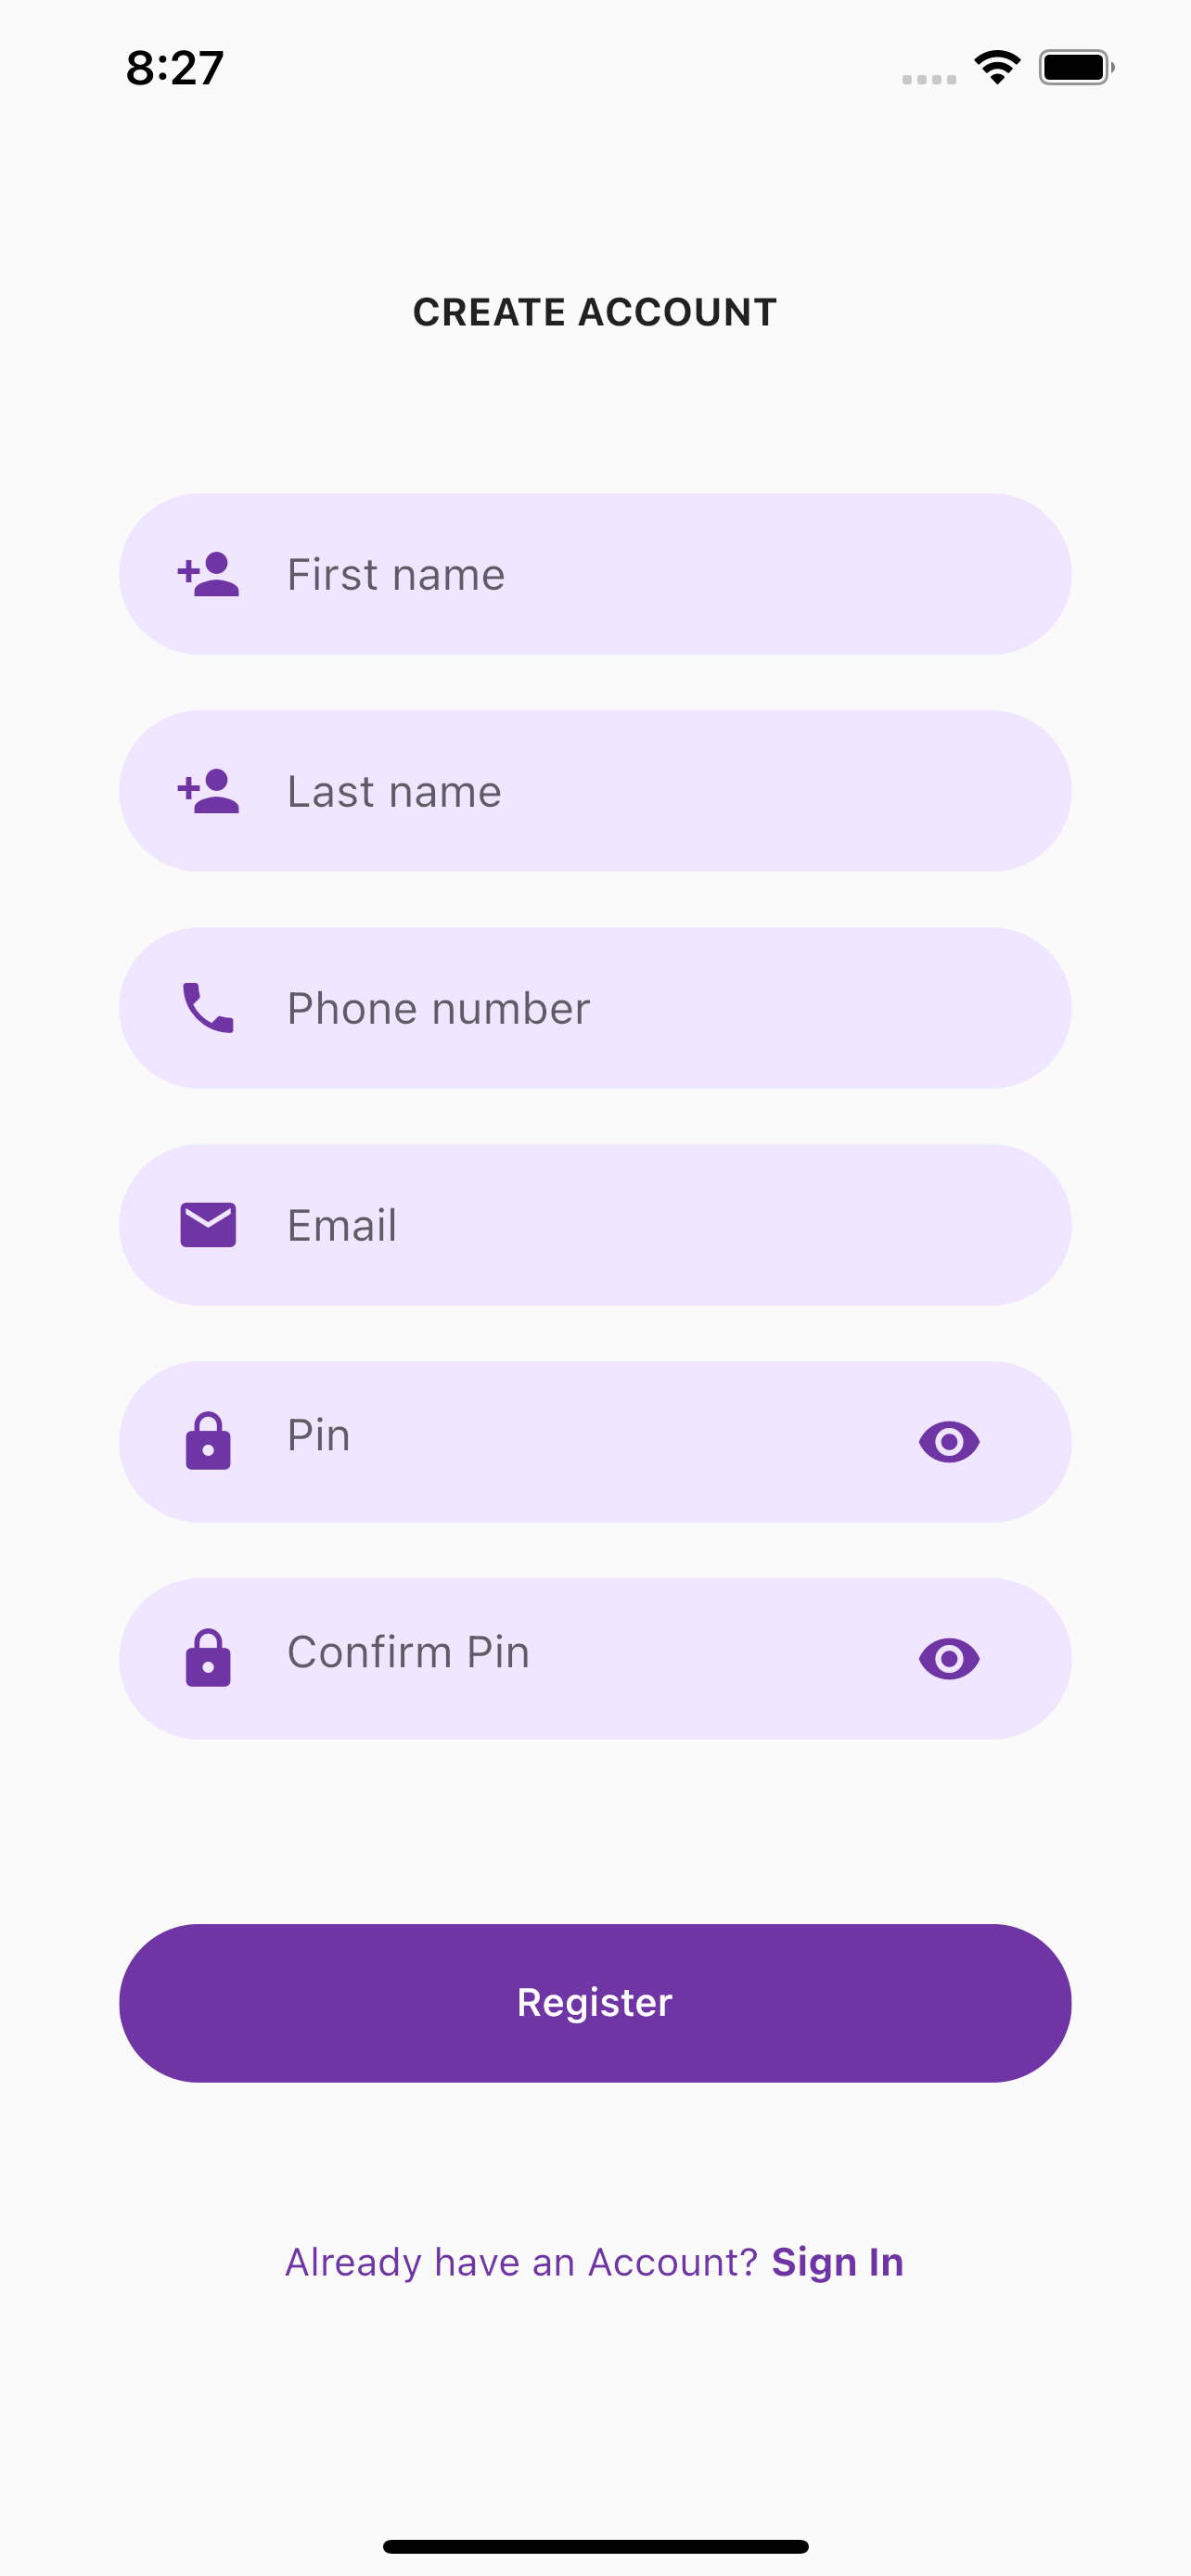 8:27
CREATE ACCOUNT
First name
Last name
Phone number
Email
Pin
Confirm Pin
Register
Already have an Account? Sign In